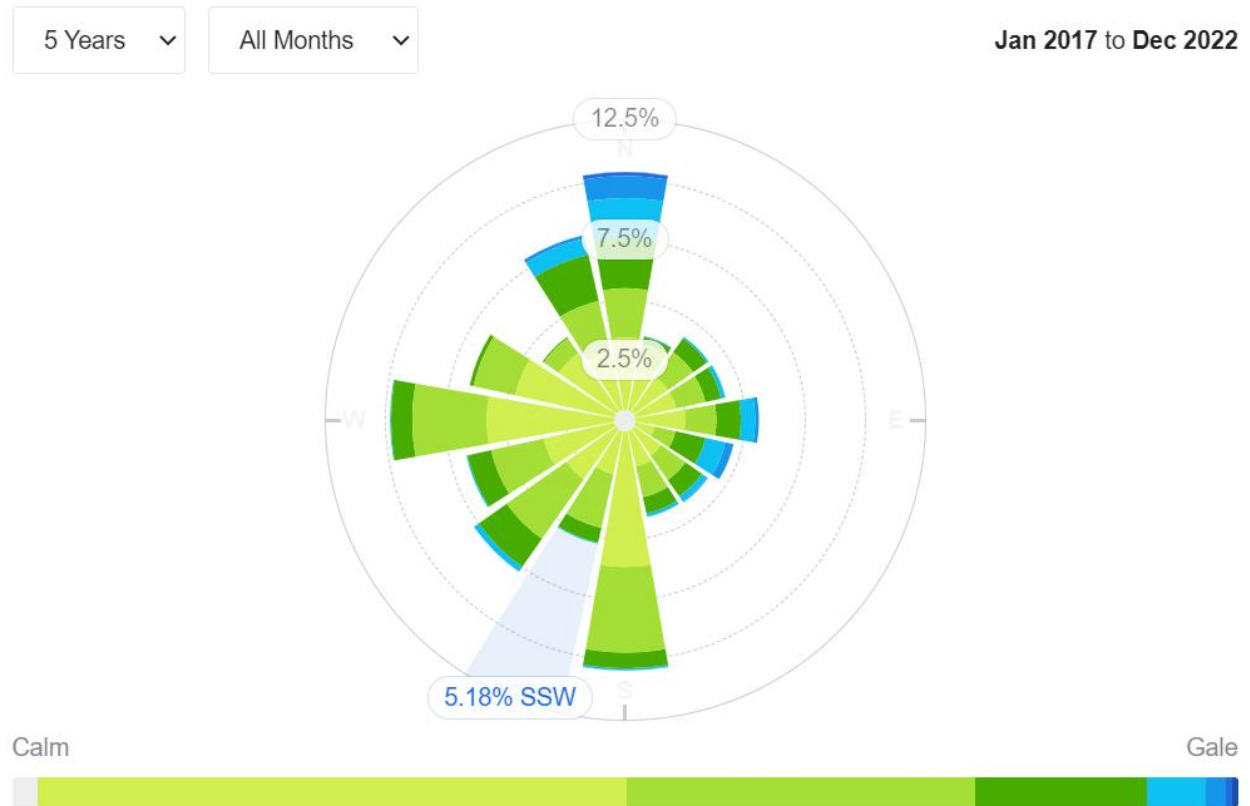 5 Years
All Months
Jan 2017 to Dec 2022
12.5%
N
7.5%
2.5%
W
E
5.18% SSW
S
Calm
Gale